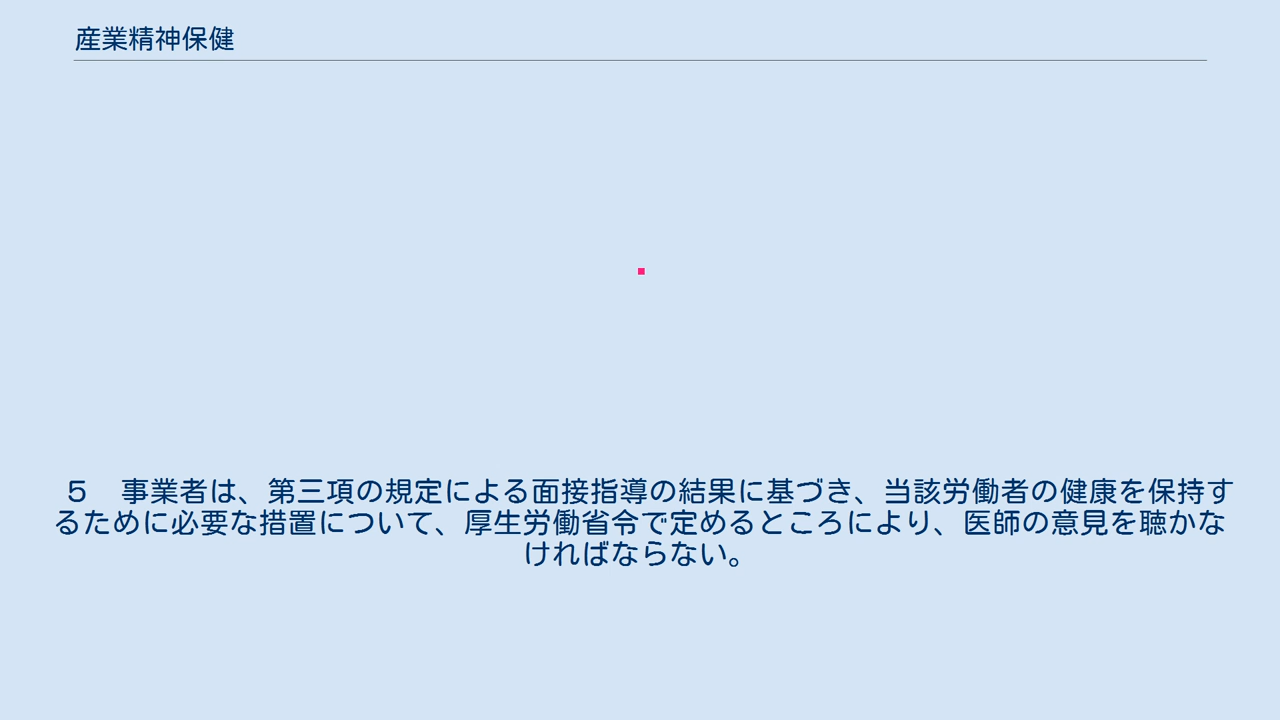 産業精神保健
５　事業者は、第三項の規定による面接指導の結果に基づき、当該労働者の健康を保持す
るために必要な措置について、厚生労働省令で定めるところにより、医師の意見を聴かな
ければならない。